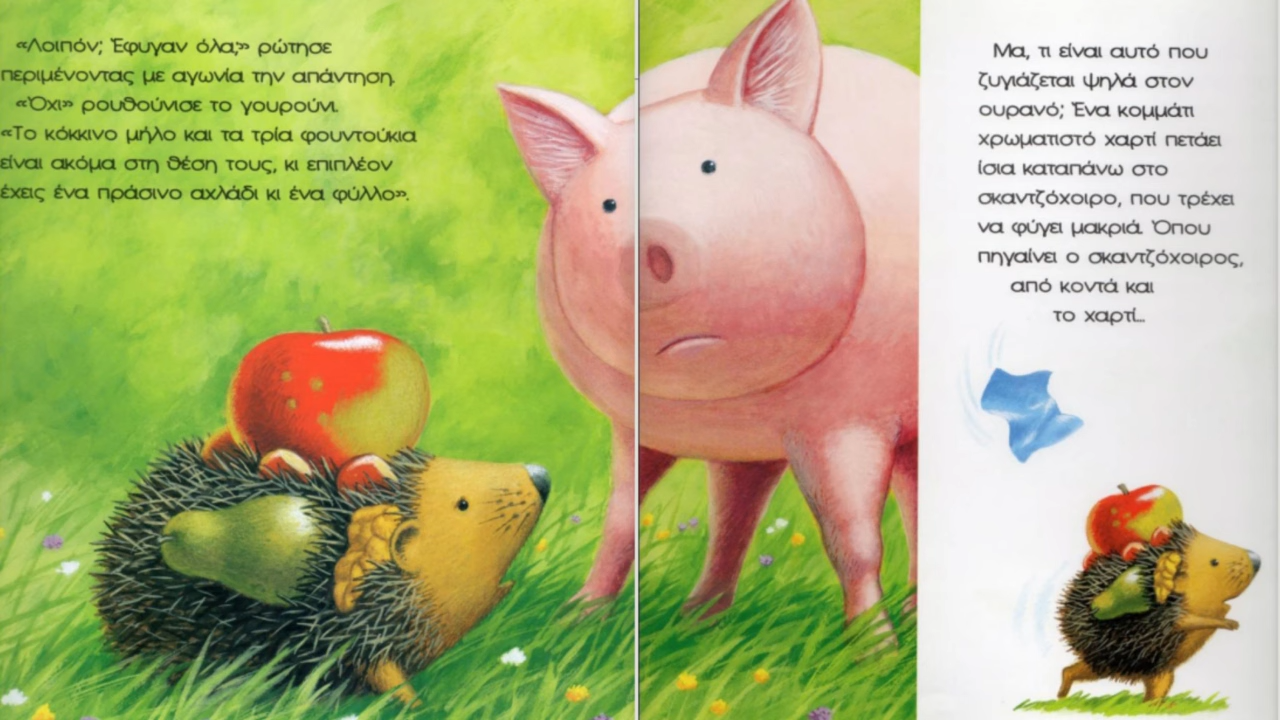 «Λοιπόν; Έφυγαν όλα;» ρώτησε
περιμένοντας με αγωνία την απάντηση.
«Όχι» ρουθούνισε το γουρούνι.
«Το κόκκινο μήλο και τα τρία φουντούκια
είναι ακόμα στη θέση τους, κι επιπλέον
έχεις ένα πράσινο αχλάδι κι ένα φύλλο».
Μα, τι είναι αυτό που
ζυγιάζεται ψηλά στον
ουρανό; Ένα κομμάτι
χρωματιστό χαρτί πετάει
ίσια καταπάνω στο
σκαντζόχοιρο, που τρέχει
να φύγει μακριά. Όπου
πηγαίνει ο σκαντζόχοιρος,
από κοντά και
το χαρτί...